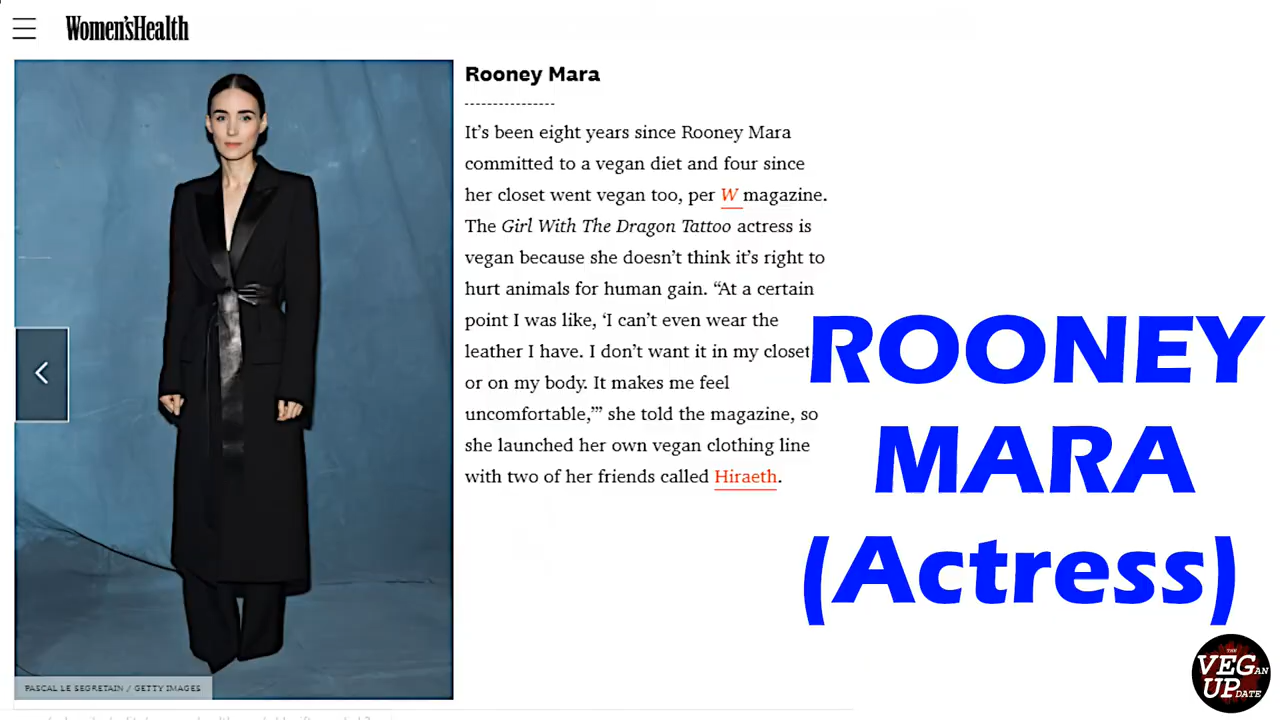 Women'sHealth
Rooney Mara
It's been eight years since Rooney Mara
committed to a vegan diet and four since
her closet went vegan too, per W magazine.
The Girl With The Dragon Tattoo actress is
vegan because she doesn't think it's right to
hurt animals for human gain. “At a certain
point I was like, ‘I can't even wear the
leather I have. I don't want it in my closet
or on my body. It makes me feel
uncomfortable,’” she told the magazine, so
she launched her own vegan clothing line
with two of her friends called Hiraeth.
ROONEY
MARA
(Actress)
PASCAL LE SEGRETAIN / GETTY IMAGES
THE
VEGAN
UPDATE